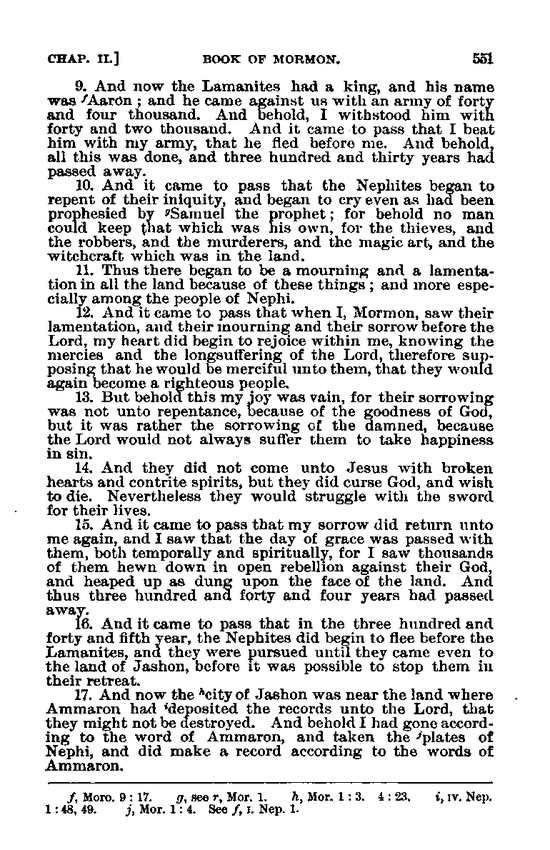 CHAP. II.] BOOK OF MORMON. 551
9. And now the Lamanites had a king, and his name
was ᶠAaron ; and he came against us with an army of forty
and four thousand. And behold, I withstood him with
forty and two thousand. And it came to pass that I beat
him with my army, that he fled before me. And behold,
all this was done, and three hundred and thirty years had
passed away.
10. And it came to pass that the Nephites began to
repent of their iniquity, and began to cry even as had been
prophesied by ᵍSamuel the prophet ; for behold no man
could keep that which was his own, for the thieves, and
the robbers, and the murderers, and the magic art, and the
witchcraft which was in the land.
11. Thus there began to be a mourning and a lamenta-
tion in all the land because of these things ; and more espe-
cially among the people of Nephi.
12. And it came to pass that when I, Mormon, saw their
lamentation, and their mourning and their sorrow before the
Lord, my heart did begin to rejoice within me, knowing the
mercies and the longsuffering of the Lord, therefore sup-
posing that he would be merciful unto them, that they would
again become a righteous people.
13. But behold this my joy was vain, for their sorrowing
was not unto repentance, because of the goodness of God,
but it was rather the sorrowing of the damned, because
the Lord would not always suffer them to take happiness
in sin.
14. And they did not come unto Jesus with broken
hearts and contrite spirits, but they did curse God, and wish
to die. Nevertheless they would struggle with the sword
for their lives.
15. And it came to pass that my sorrow did return unto
me again, and I saw that the day of grace was passed with
them, both temporally and spiritually, for I saw thousands
of them hewn down in open rebellion against their God,
and heaped up as dung upon the face of the land. And
thus three hundred and forty and four years had passed
away.
16. And it came to pass that in the three hundred and
forty and fifth year, the Nephites did begin to flee before the
Lamanites, and they were pursued until they came even to
the land of Jashon, before it was possible to stop them in
their retreat.
17. And now the ʰcity of Jashon was near the land where
Ammaron had ⁱdeposited the records unto the Lord, that
they might not be destroyed. And behold I had gone accord-
ing to the word of Ammaron, and taken the ʲplates of
Nephi, and did make a record according to the words of
Ammaron.
f, Moro. 9 : 17. g, see r, Mor. 1. h, Mor. 1 : 3. 4 : 23. i, IV. Nep.
1 : 48, 49. j, Mor. 1 : 4. See f, I. Nep. 1.